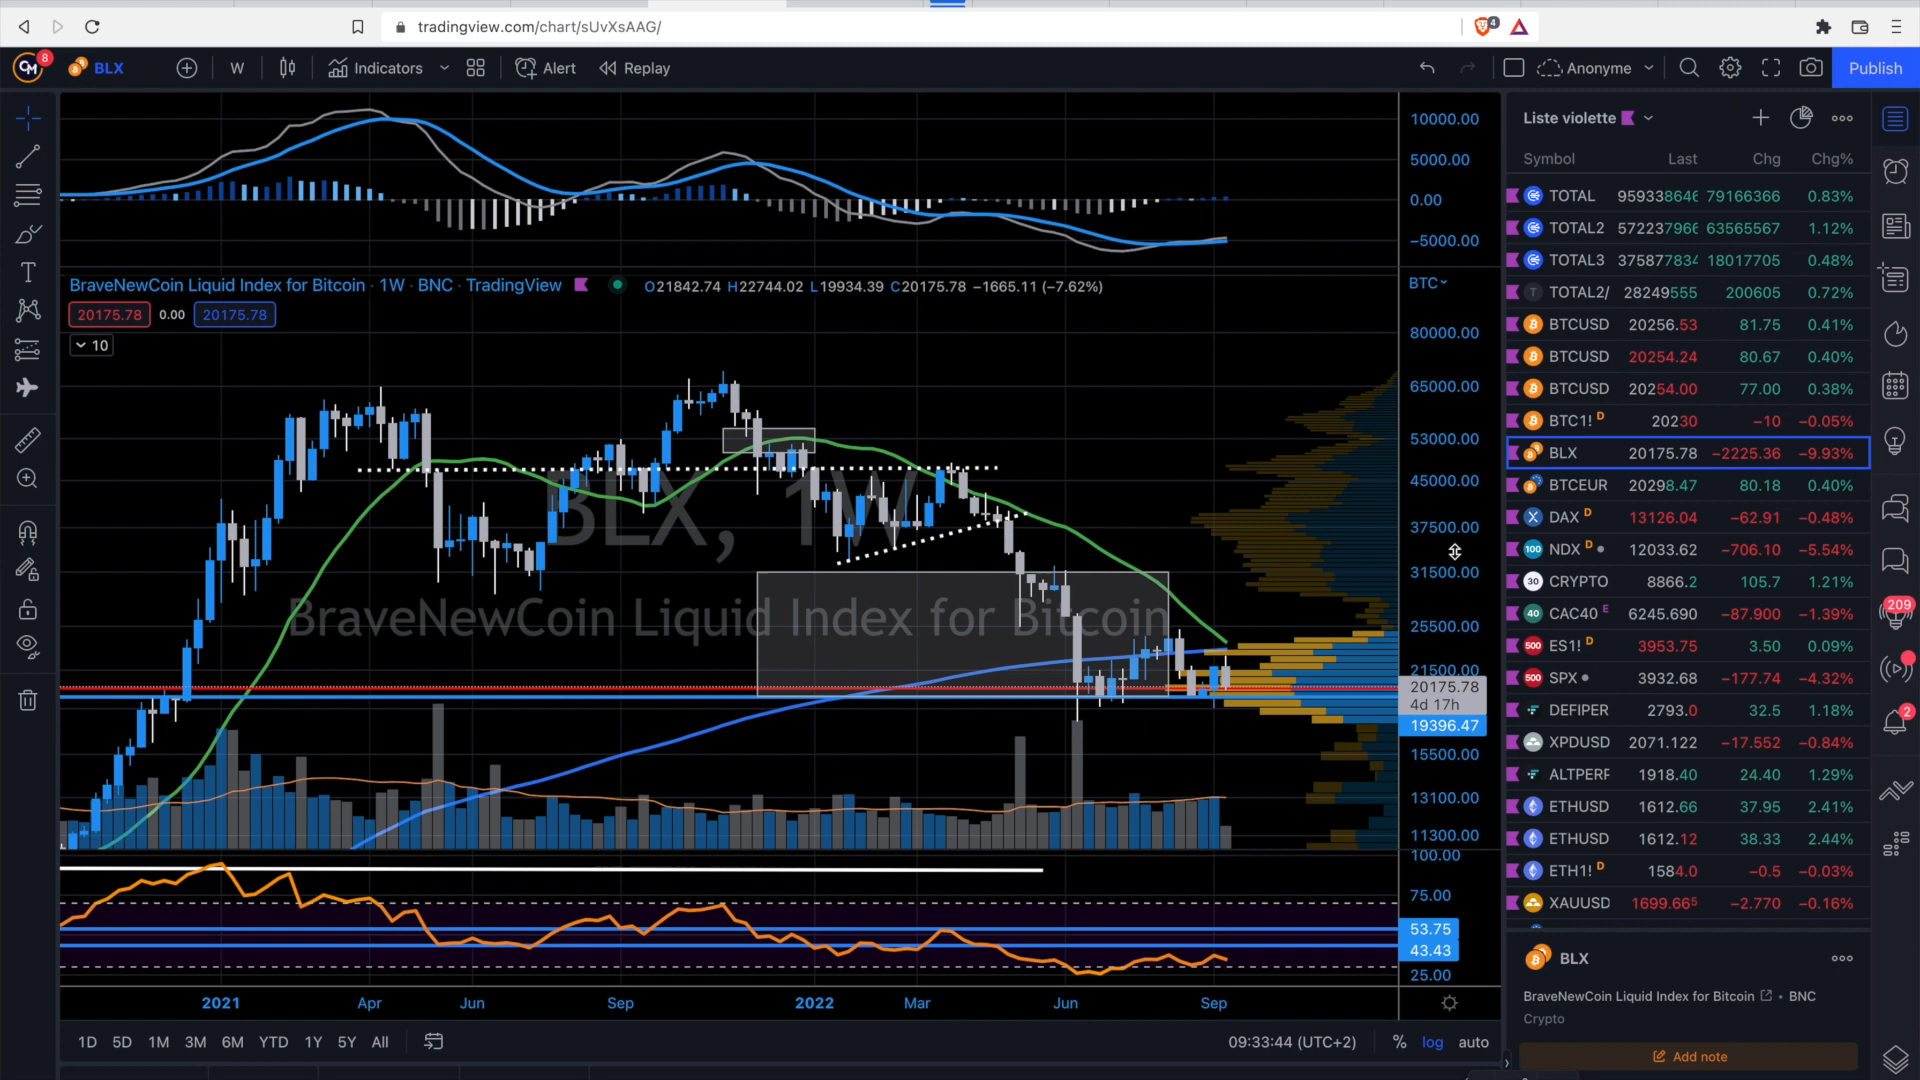 4
tradingview.com/chart/sUvXsAAG/
8
BLX
W
Indicators
Alert
Replay
Anonyme
Publish
Liste violette
Symbol Last Chg Chg%
TOTAL 959338646 79166366 0.83%
TOTAL2 572237966 63565567 1.12%
TOTAL3 375877834 18017705 0.48%
TOTAL2/ 28249555 200605 0.72%
BTCUSD 20256.53 81.75 0.41%
BTCUSD 20254.24 80.67 0.40%
BTCUSD 20254.00 77.00 0.38%
BTC1! D 20230 −10 −0.05%
BLX 20175.78 −2225.36 −9.93%
BTCEUR 20298.47 80.18 0.40%
DAX D 13126.04 −62.91 −0.48%
100 NDX D 12033.62 −706.10 −5.54%
30 CRYPTO 8866.2 105.7 1.21%
40 CAC40 E 6245.690 −87.900 −1.39%
500 ES1! D 3953.75 3.50 0.09%
500 SPX 3932.68 −177.74 −4.32%
DEFIPER 2793.0 32.5 1.18%
XPDUSD 2071.122 −17.552 −0.84%
ALTPERF 1918.40 24.40 1.29%
ETHUSD 1612.66 37.95 2.41%
ETHUSD 1612.12 38.33 2.44%
ETH1! D 1584.0 −0.5 −0.03%
XAUUSD 1699.665 −2.770 −0.16%
209
2
BLX
BraveNewCoin Liquid Index for Bitcoin • BNC
Crypto
Add note
10000.00
5000.00
0.00
−5000.00
BraveNewCoin Liquid Index for Bitcoin · 1W · BNC · TradingView
O21842.74 H22744.02 L19934.39 C20175.78 −1665.11 (−7.62%)
BTC
20175.78 0.00 20175.78
10
80000.00
65000.00
53000.00
45000.00
37500.00
31500.00
25500.00
21500.00
20175.78
4d 17h
19396.47
15500.00
13100.00
11300.00
BLX, 1W
BraveNewCoin Liquid Index for Bitcoin
100.00
75.00
53.75
43.43
25.00
2021 Apr Jun Sep 2022 Mar Jun Sep
1D 5D 1M 3M 6M YTD 1Y 5Y All
09:33:44 (UTC+2)
% log auto